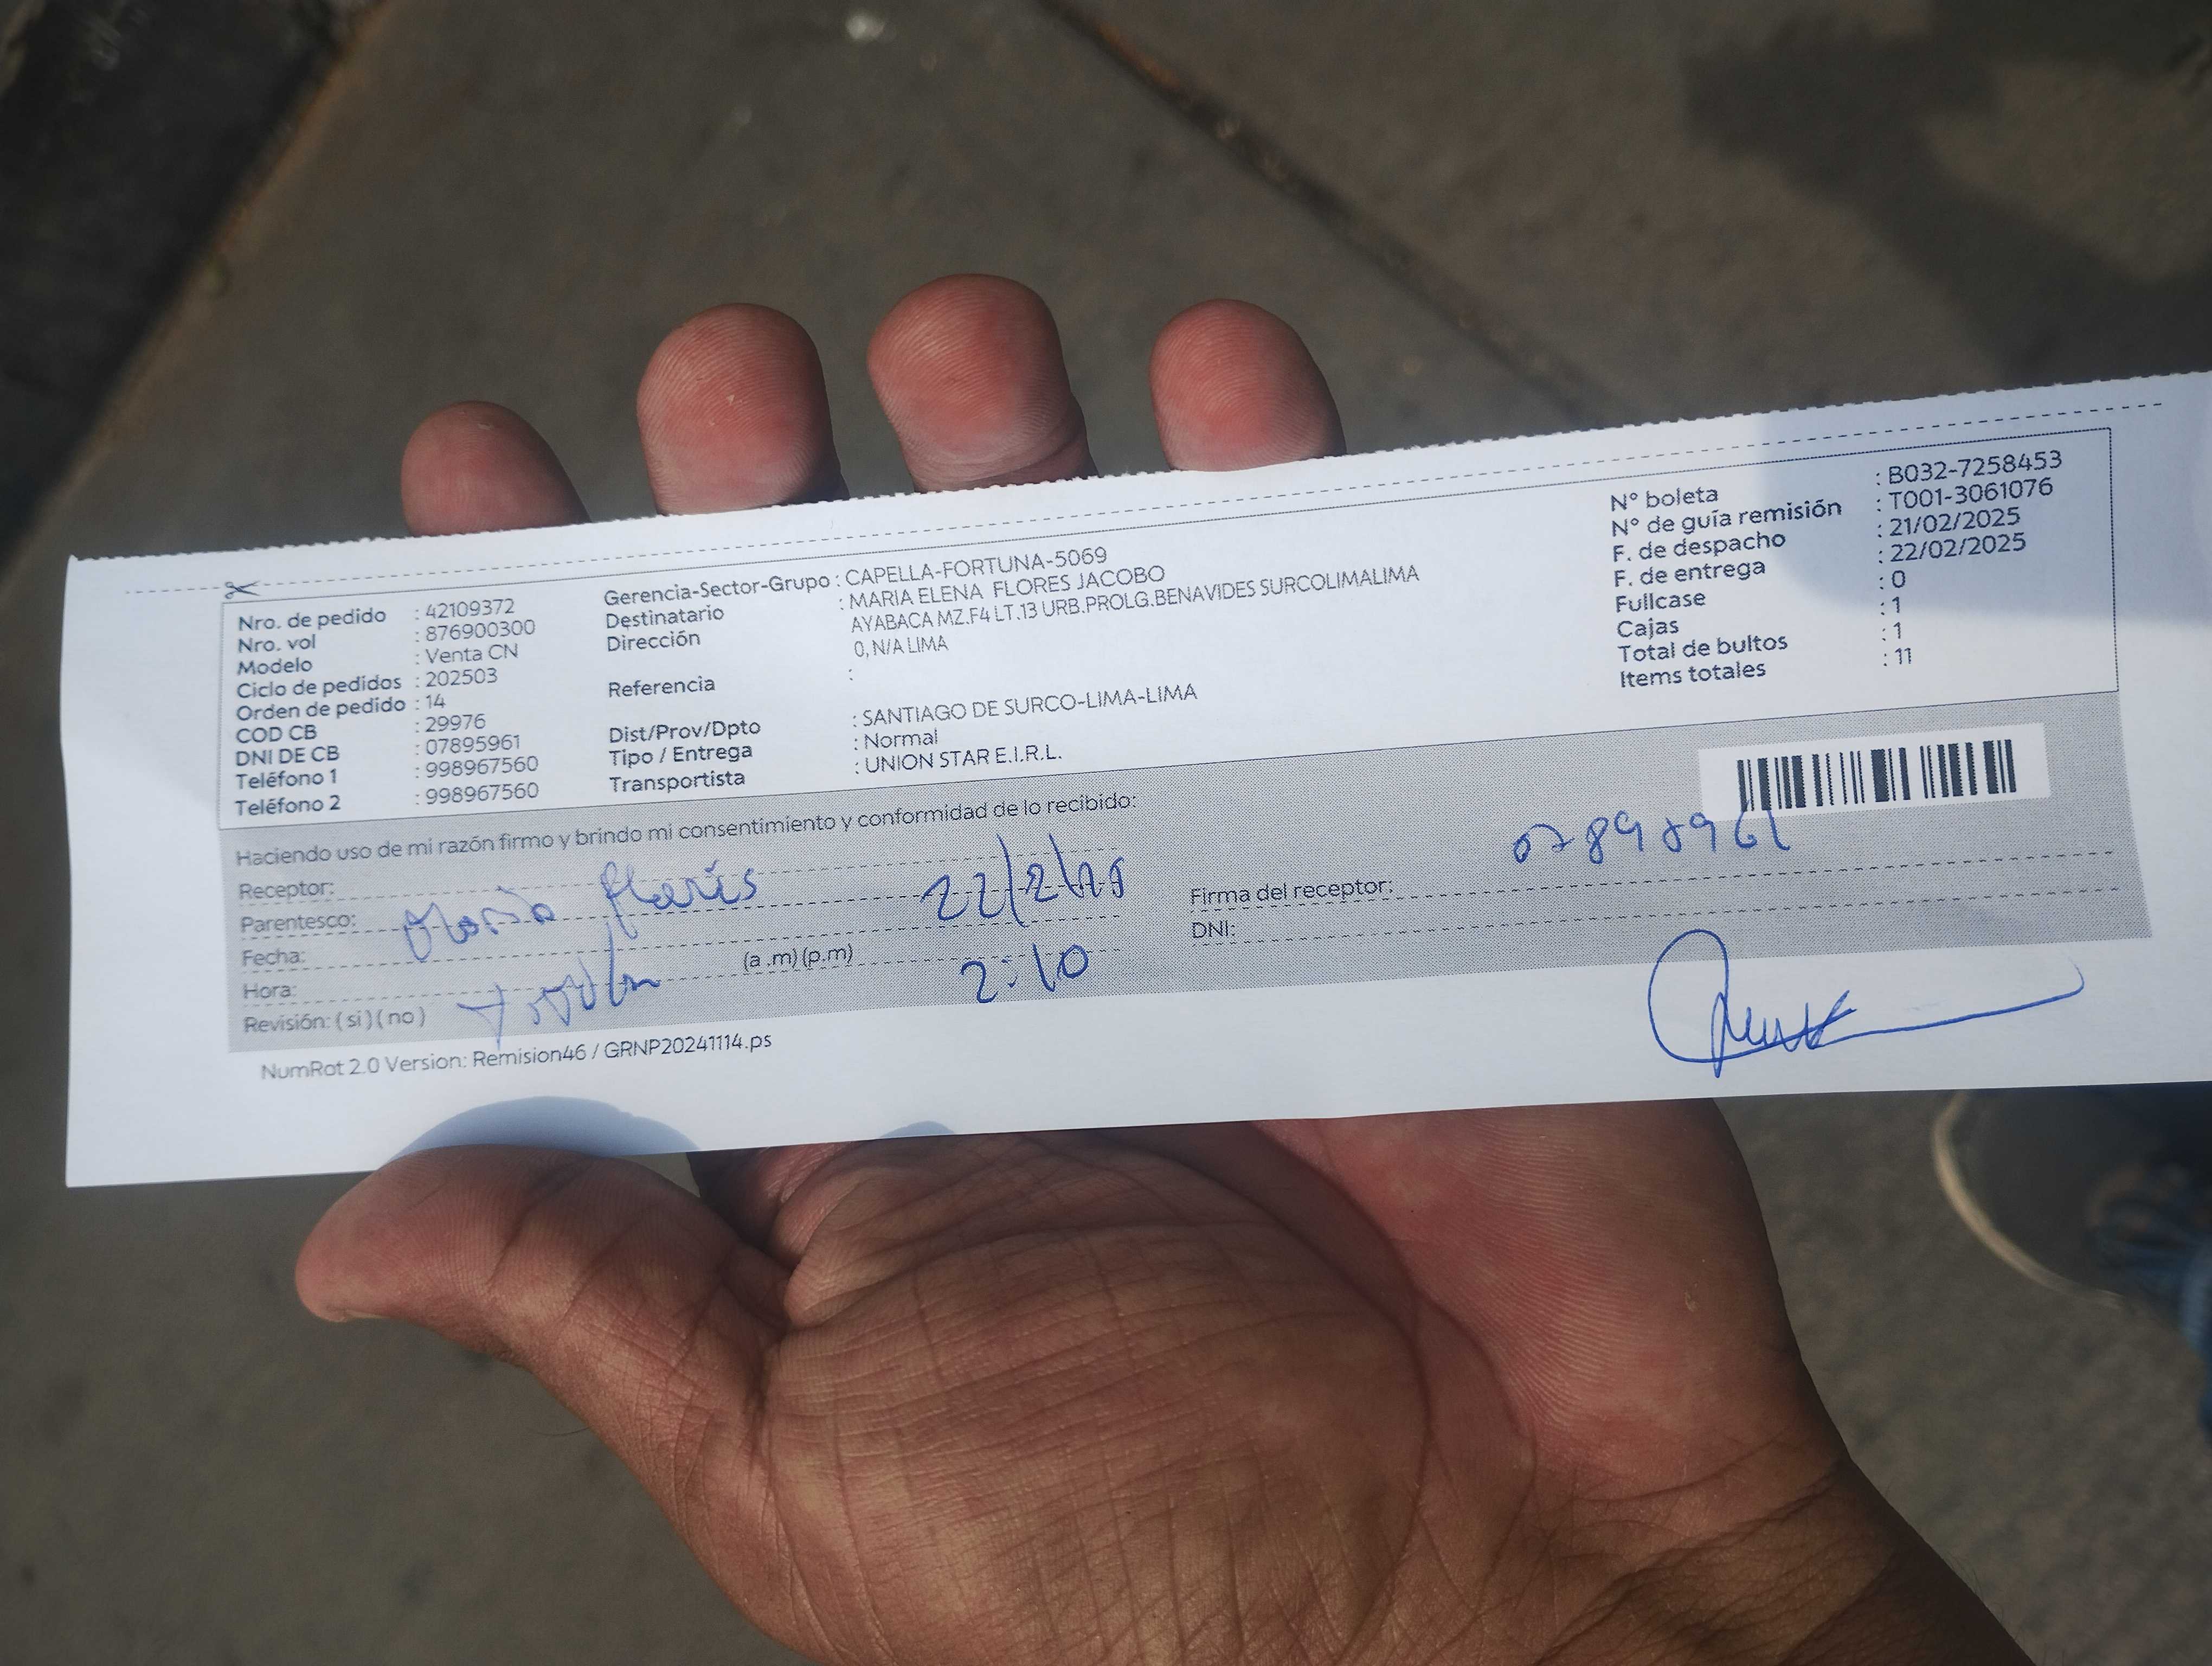 Nro. de pedido : 42109372
Nro. vol : 876900300
Modelo : Venta CN
Ciclo de pedidos : 202503
Orden de pedido : 14
COD CB : 29976
DNI DE CB : 07895961
Teléfono 1 : 998967560
Teléfono 2 : 998967560
Gerencia-Sector-Grupo : CAPELLA-FORTUNA-5069
Destinatario : MARIA ELENA FLORES JACOBO
Dirección AYABACA MZ.F4 LT.13 URB.PROLG.BENAVIDES SURCOLIMALIMA
0, N/A LIMA
Referencia :
Dist/Prov/Dpto : SANTIAGO DE SURCO-LIMA-LIMA
Tipo / Entrega : Normal
Transportista : UNION STAR E.I.R.L.
N° boleta : B032-7258453
N° de guía remisión : T001-3061076
F. de despacho : 21/02/2025
F. de entrega : 22/02/2025
Fullcase : 0
Cajas : 1
Total de bultos : 1
Items totales : 11
Haciendo uso de mi razón firmo y brindo mi consentimiento y conformidad de lo recibido:
Receptor:
Parentesco: Maria Flores 22/2/25
Fecha:
Hora: (a .m) (p.m) 2:10
Revisión: ( si ) ( no )
Firma del receptor: 07895961
DNI:
NumRot 2.0 Version: Remision46 / GRNP20241114.ps